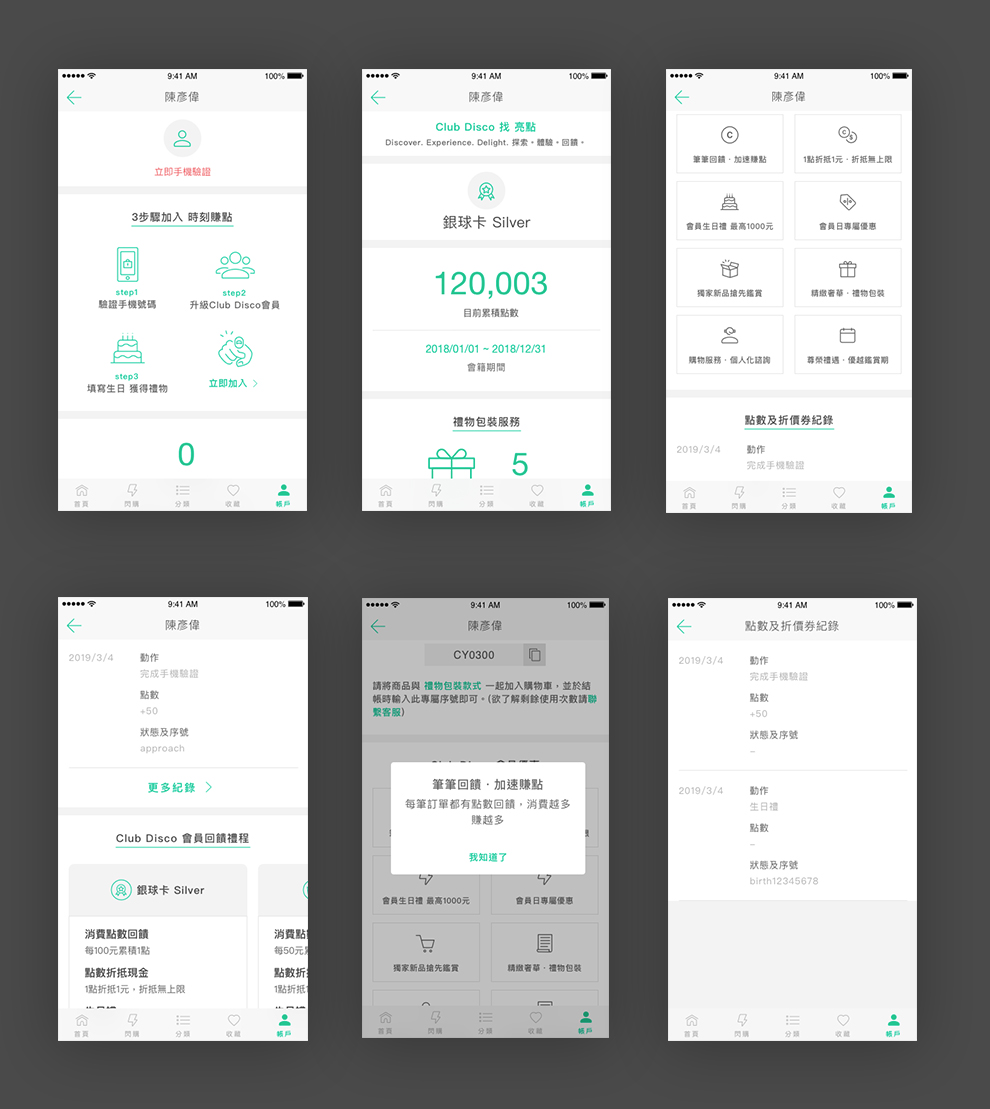 9:41 AM
100%
陳彥偉
立即手機驗證
3步驟加入 時刻賺點
step1
驗證手機號碼
step2
升級Club Disco會員
step3
填寫生日 獲得禮物
立即加入
0
首頁
閃購
分類
收藏
帳戶
9:41 AM
100%
陳彥偉
Club Disco 找 亮點
Discover. Experience. Delight. 探索。體驗。回饋。
銀球卡 Silver
120,003
目前累積點數
2018/01/01 ~ 2018/12/31
會籍期間
禮物包裝服務
5
首頁
閃購
分類
收藏
帳戶
9:41 AM
100%
陳彥偉
筆筆回饋．加速賺點
1點折抵1元．折抵無上限
會員生日禮 最高1000元
會員日專屬優惠
獨家新品搶先鑑賞
精緻奢華．禮物包裝
購物服務．個人化諮詢
尊榮禮遇．優越鑑賞期
點數及折價券紀錄
2019/3/4
動作
完成手機驗證
首頁
閃購
分類
收藏
帳戶
9:41 AM
100%
陳彥偉
2019/3/4
動作
完成手機驗證
點數
+50
狀態及序號
approach
更多紀錄
Club Disco 會員回饋禮程
銀球卡 Silver
消費點數回饋
每100元累積1點
點數折抵現金
1點折抵1元，折抵無上限
消費點
每50元
點數折
1點折抵1
首頁
閃購
分類
收藏
帳戶
9:41 AM
100%
陳彥偉
CY0300
請將商品與 禮物包裝款式 一起加入購物車，並於結
帳時輸入此專屬序號即可。(欲了解剩餘使用次數請聯
繫客服)
筆筆回饋．加速賺點
每筆訂單都有點數回饋，消費越多
賺越多
我知道了
會員生日禮 最高1000元
會員日專屬優惠
獨家新品搶先鑑賞
精緻奢華．禮物包裝
首頁
閃購
分類
收藏
帳戶
9:41 AM
100%
點數及折價券紀錄
2019/3/4
動作
完成手機驗證
點數
+50
狀態及序號
–
2019/3/4
動作
生日禮
點數
–
狀態及序號
birth12345678
首頁
閃購
分類
收藏
帳戶